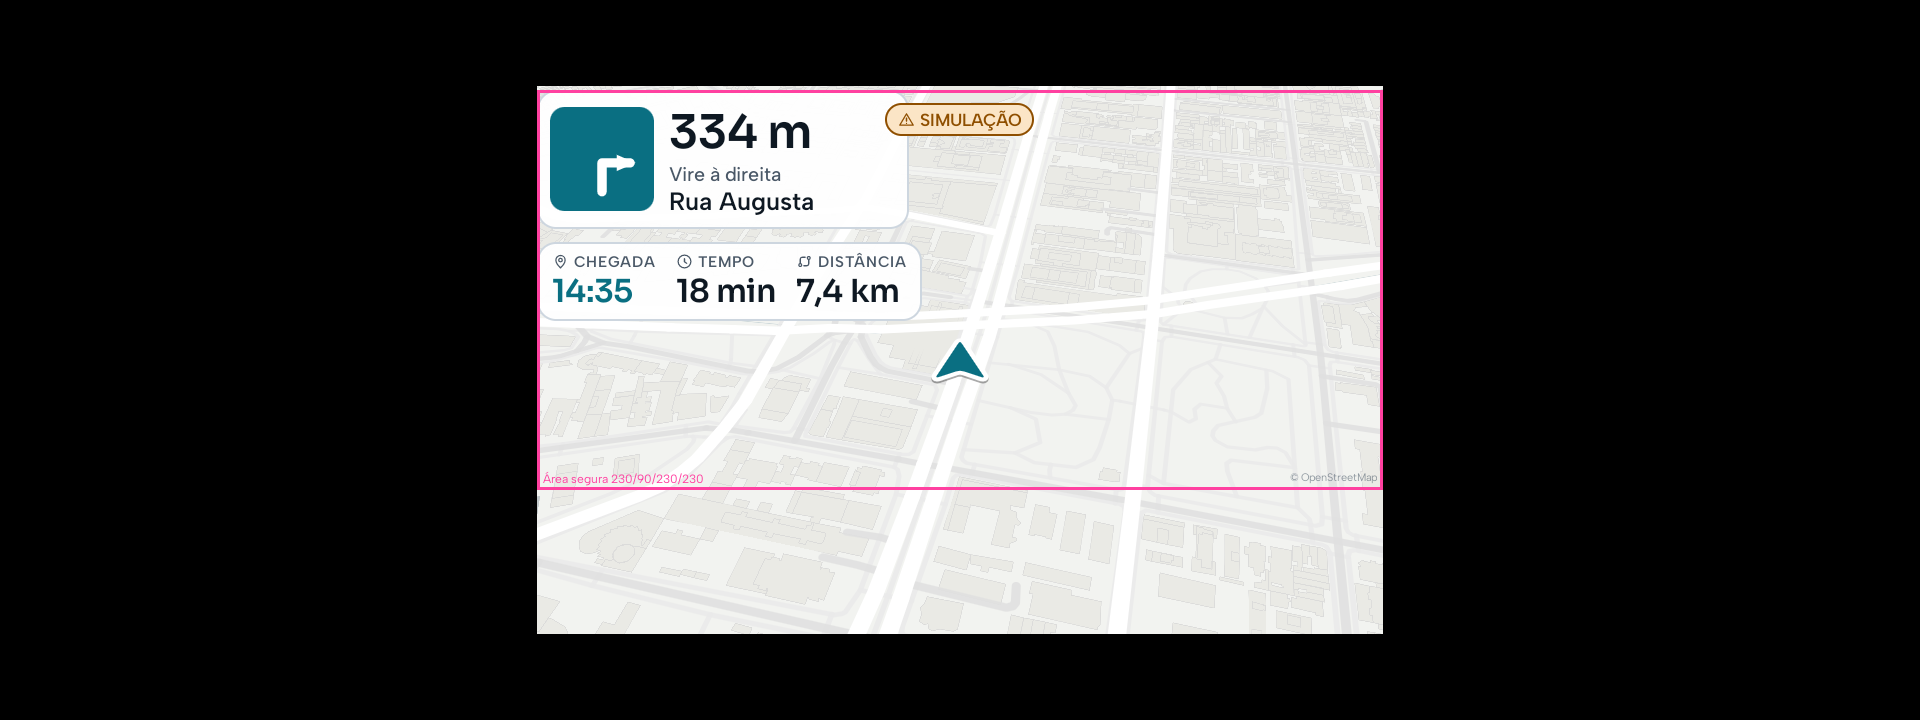 334 m
Vire à direita
Rua Augusta
SIMULAÇÃO
CHEGADA
14:35
TEMPO
18 min
DISTÂNCIA
7,4 km
Área segura 230/90/230/230
© OpenStreetMap